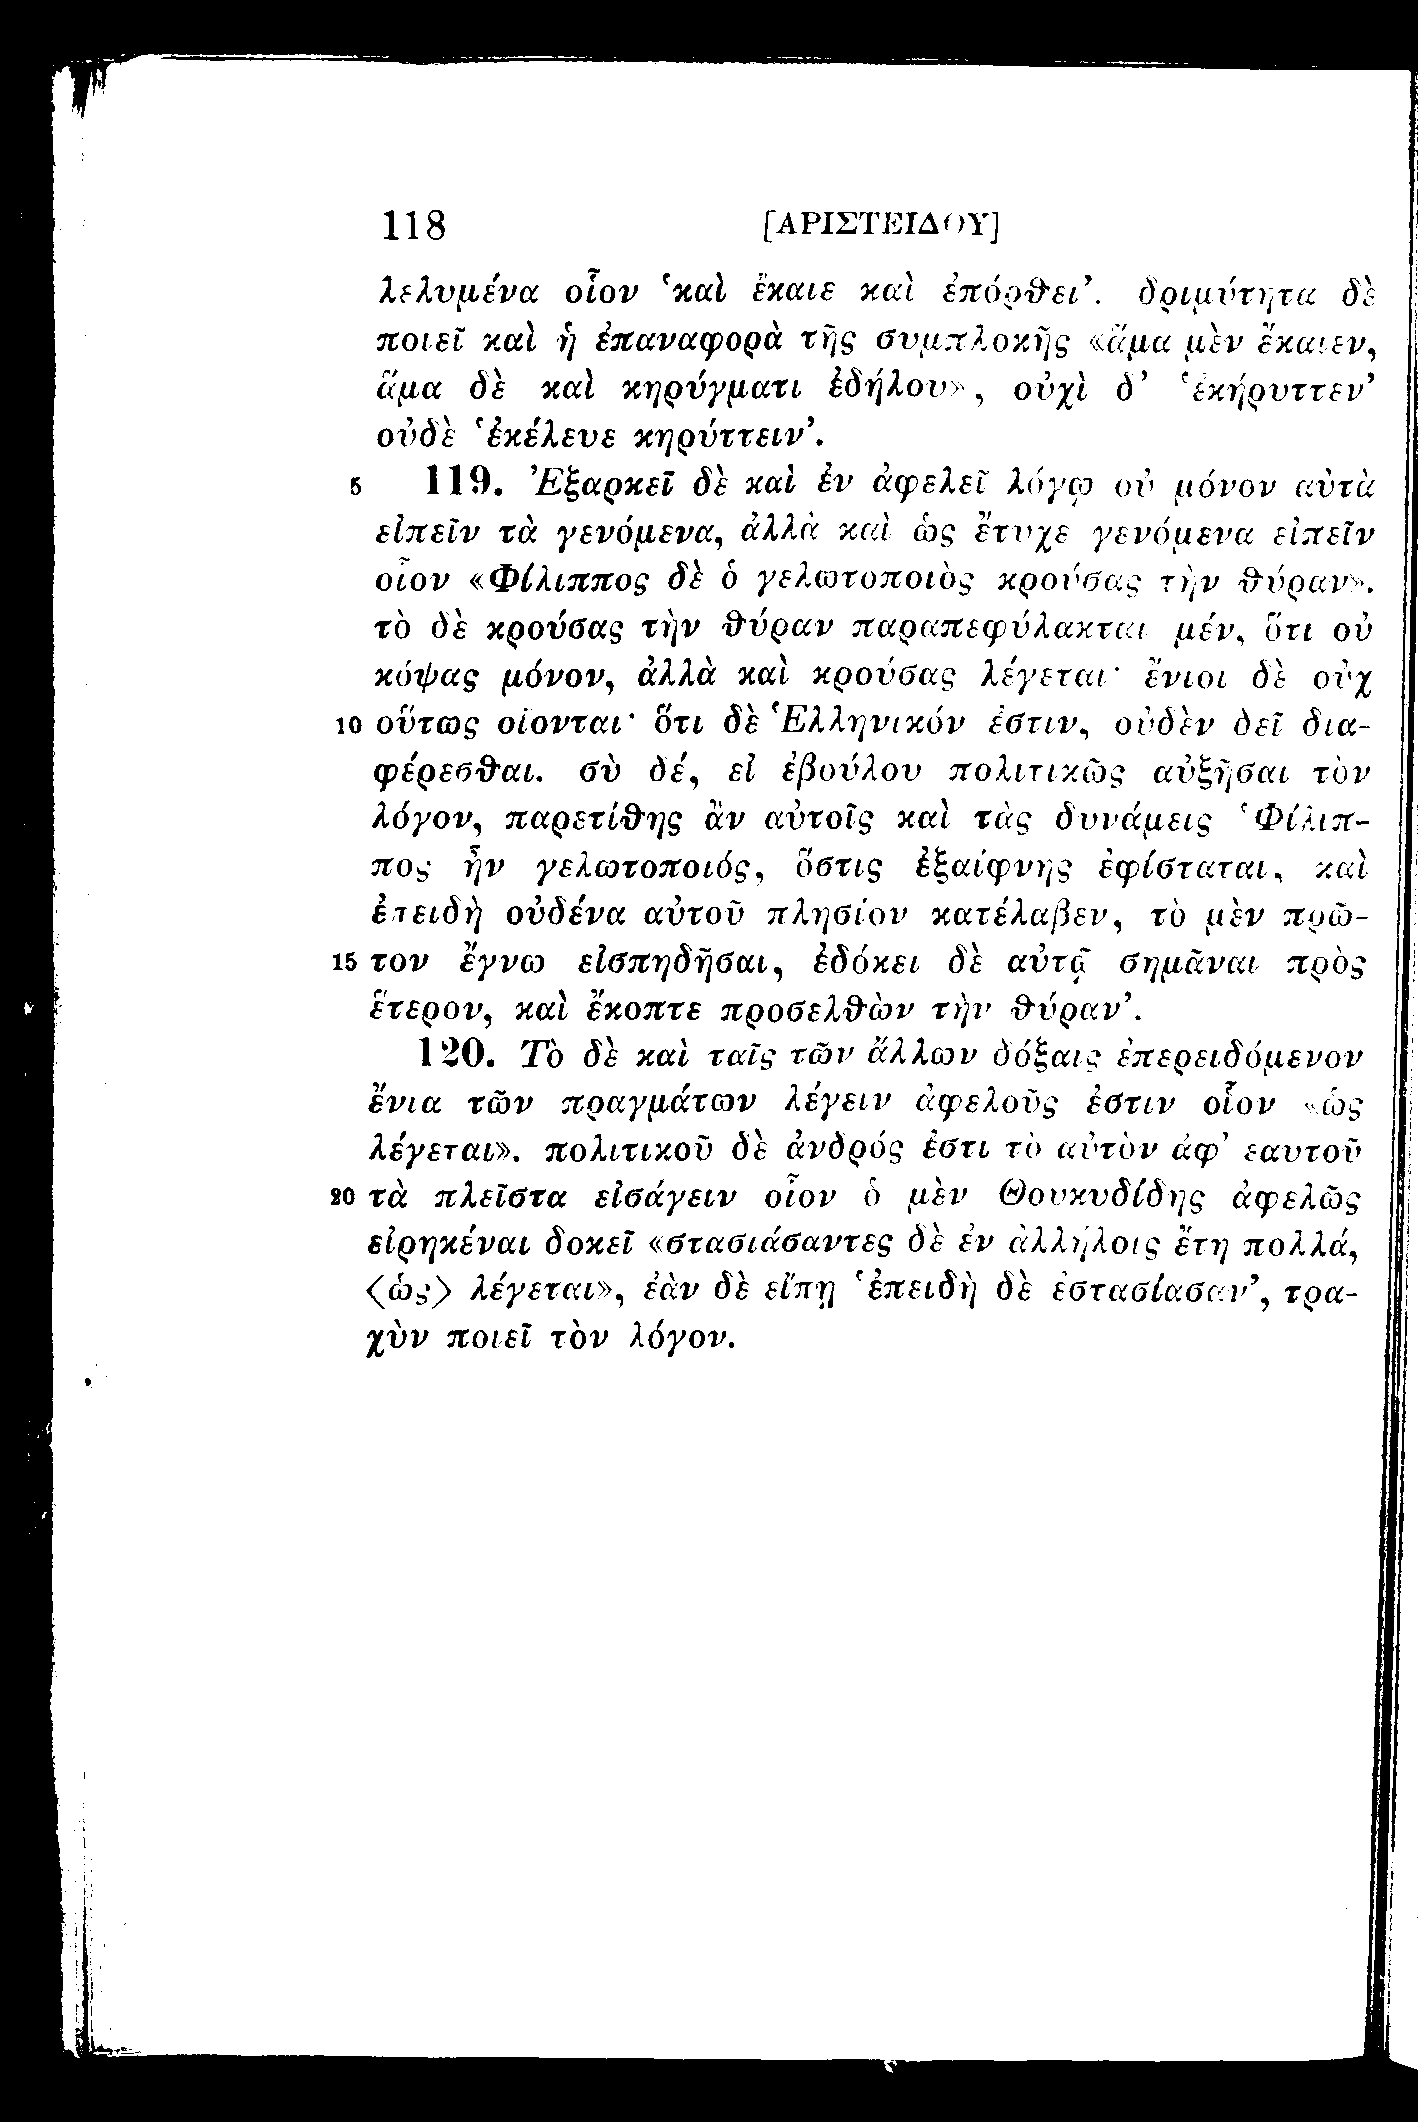 118 [ΑΡΙΣΤΕΙΔΟΥ]
λελυμένα οἷον ‘καὶ ἔκαιε καὶ ἐπόρθει’. δριμύτητα δὲ
ποιεῖ καὶ ἡ ἐπαναφορὰ τῆς συμπλοκῆς «ἅμα μὲν ἔκαιεν,
ἅμα δὲ καὶ κηρύγματι ἐδήλου», οὐχὶ δ’ ‘ἐκήρυττεν’
οὐδὲ ‘ἐκέλευε κηρύττειν’.
5 119. Ἐξαρκεῖ δὲ καὶ ἐν ἀφελεῖ λόγῳ οὐ μόνον αὐτὰ
εἰπεῖν τὰ γενόμενα, ἀλλὰ καὶ ὡς ἔτυχε γενόμενα εἰπεῖν
οἷον «Φίλιππος δὲ ὁ γελωτοποιὸς κρούσας τὴν θύραν».
τὸ δὲ κρούσας τὴν θύραν παραπεφύλακται μέν, ὅτι οὐ
κόψας μόνον, ἀλλὰ καὶ κρούσας λέγεται· ἔνιοι δὲ οὐχ
10 οὕτως οἴονται· ὅτι δὲ Ἑλληνικόν ἐστιν, οὐδὲν δεῖ δια-
φέρεσθαι. σὺ δέ, εἰ ἐβούλου πολιτικῶς αὐξῆσαι τὸν
λόγον, παρετίθης ἂν αὐτοῖς καὶ τὰς δυνάμεις ‘Φίλιπ-
πος ἦν γελωτοποιός, ὅστις ἐξαίφνης ἐφίσταται, καὶ
ἐπειδὴ οὐδένα αὐτοῦ πλησίον κατέλαβεν, τὸ μὲν πρῶ-
15 τον ἔγνω εἰσπηδῆσαι, ἐδόκει δὲ αὐτῷ σημᾶναι πρὸς
ἕτερον, καὶ ἔκοπτε προσελθὼν τὴν θύραν’.
120. Τὸ δὲ καὶ ταῖς τῶν ἄλλων δόξαις ἐπερειδόμενον
ἔνια τῶν πραγμάτων λέγειν ἀφελοῦς ἐστιν οἷον «ὡς
λέγεται». πολιτικοῦ δὲ ἀνδρός ἐστι τὸ αὐτὸν ἀφ’ ἑαυτοῦ
20 τὰ πλεῖστα εἰσάγειν οἷον ὁ μὲν Θουκυδίδης ἀφελῶς
εἰρηκέναι δοκεῖ «στασιάσαντες δὲ ἐν ἀλλήλοις ἔτη πολλά,
⟨ὡς⟩ λέγεται», ἐὰν δὲ εἴπῃ ‘ἐπειδὴ δὲ ἐστασίασαν’, τρα-
χὺν ποιεῖ τὸν λόγον.